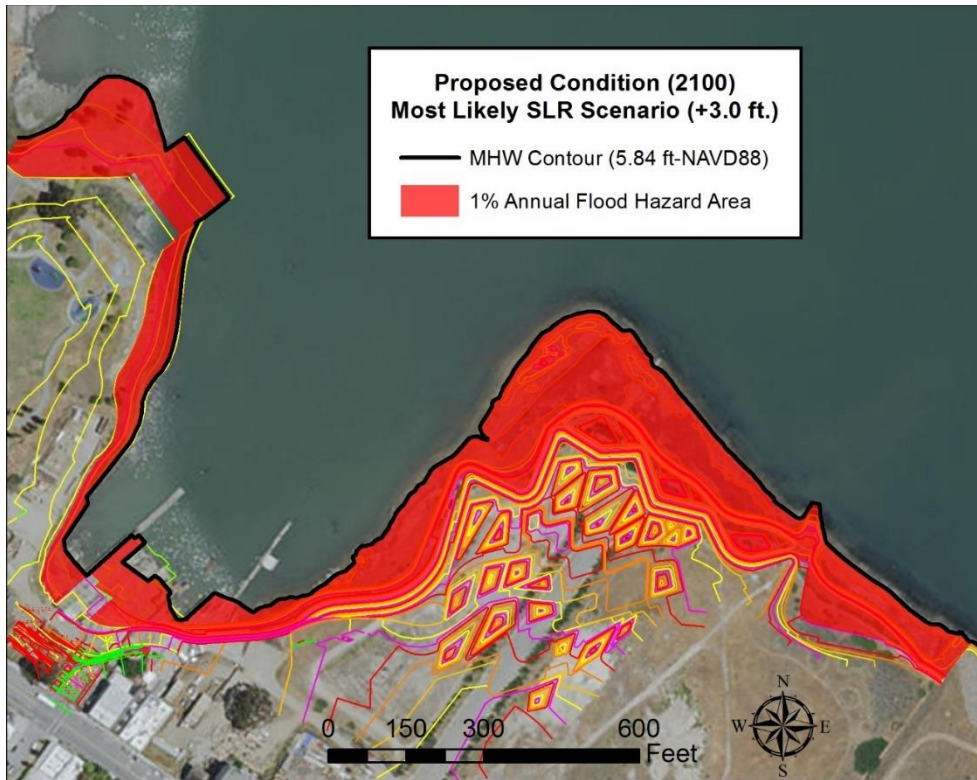 Proposed Condition (2100)
Most Likely SLR Scenario (+3.0 ft.)
MHW Contour (5.84 ft-NAVD88)
1% Annual Flood Hazard Area
N
W E
S
0 150 300 600
Feet